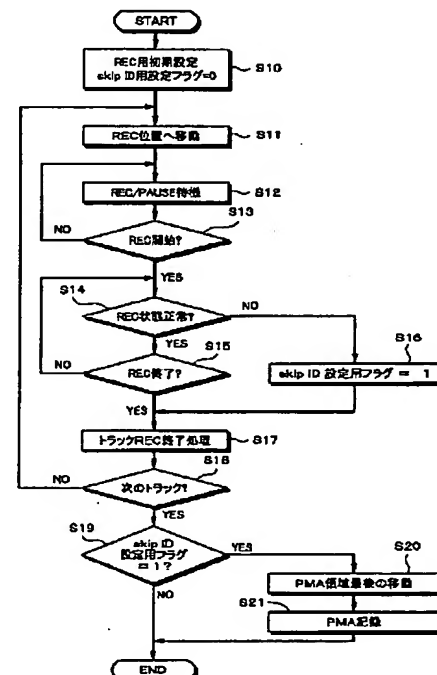 START
REC用初期設定
skip ID用設定フラグ=0
S10
REC位置へ移動
S11
REC/PAUSE待機
S12
S13
REC開始?
NO
YES
S14
REC状態正常?
NO
YES
S15
REC終了?
NO
YES
S16
skip ID 設定用フラグ = 1
トラックREC終了処理
S17
S18
次のトラック?
NO
YES
S19
skip ID
設定用フラグ
= 1?
YES
NO
S20
PMA領域最後の移動
S21
PMA記録
END